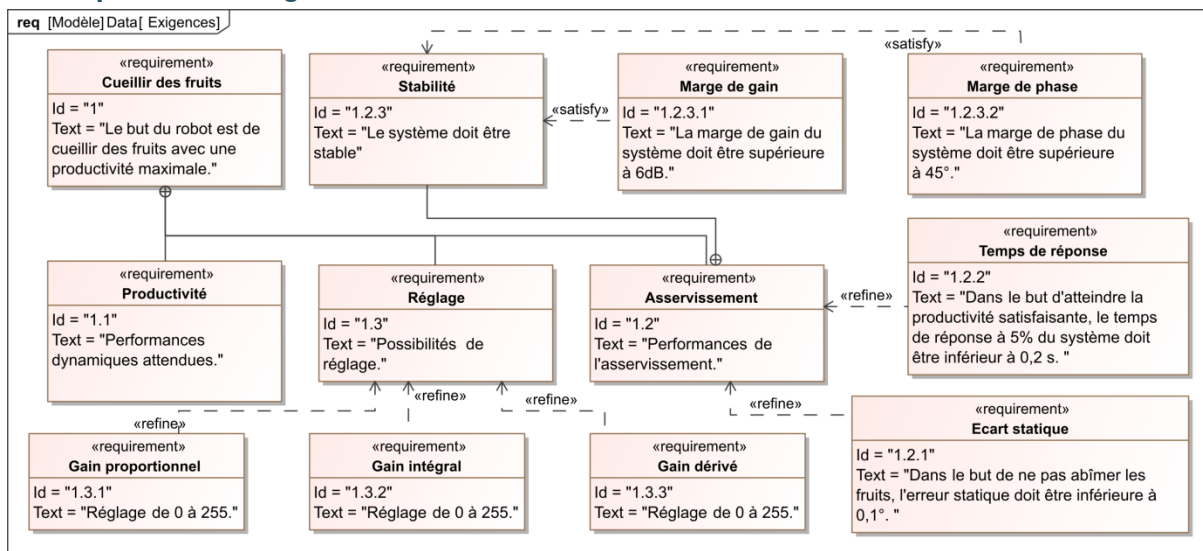 req [Modèle] Data[ Exigences]
«requirement»
Cueillir des fruits
Id = "1"
Text = "Le but du robot est de
cueillir des fruits avec une
productivité maximale."
«requirement»
Stabilité
Id = "1.2.3"
Text = "Le système doit être
stable"
«satisfy»
«requirement»
Marge de gain
Id = "1.2.3.1"
Text = "La marge de gain du
système doit être supérieure
à 6dB."
«satisfy»
«requirement»
Marge de phase
Id = "1.2.3.2"
Text = "La marge de phase du
système doit être supérieure
à 45°."
«requirement»
Productivité
Id = "1.1"
Text = "Performances
dynamiques attendues."
«requirement»
Réglage
Id = "1.3"
Text = "Possibilités de
réglage."
«requirement»
Asservissement
Id = "1.2"
Text = "Performances de
l'asservissement."
«refine»
«requirement»
Temps de réponse
Id = "1.2.2"
Text = "Dans le but d'atteindre la
productivité satisfaisante, le temps
de réponse à 5% du système doit
être inférieur à 0,2 s. "
«refine»
«refine»
«refine»
«refine»
«requirement»
Gain proportionnel
Id = "1.3.1"
Text = "Réglage de 0 à 255."
«requirement»
Gain intégral
Id = "1.3.2"
Text = "Réglage de 0 à 255."
«requirement»
Gain dérivé
Id = "1.3.3"
Text = "Réglage de 0 à 255."
«requirement»
Ecart statique
Id = "1.2.1"
Text = "Dans le but de ne pas abîmer les
fruits, l'erreur statique doit être inférieure à
0,1°. "